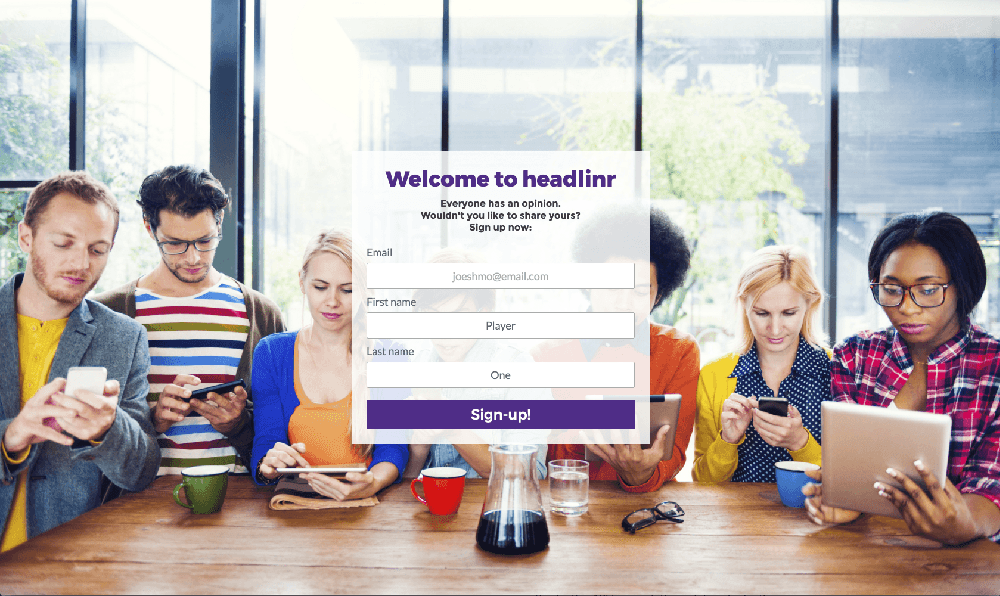 Welcome to headlinr
Everyone has an opinion.
Wouldn't you like to share yours?
Sign up now:
Email
joeshmo@email.com
First name
Player
Last name
One
Sign-up!